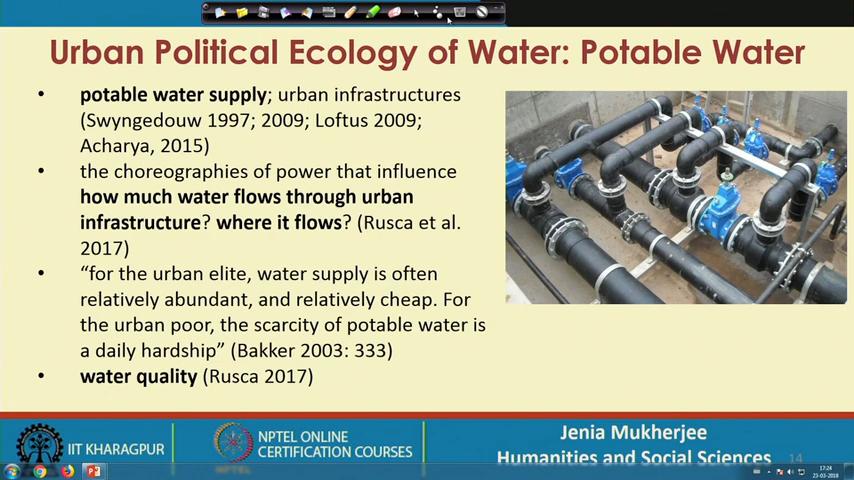 Urban Political Ecology of Water: Potable Water
• potable water supply; urban infrastructures
(Swyngedouw 1997; 2009; Loftus 2009;
Acharya, 2015)
• the choreographies of power that influence
how much water flows through urban
infrastructure? where it flows? (Rusca et al.
2017)
• “for the urban elite, water supply is often
relatively abundant, and relatively cheap. For
the urban poor, the scarcity of potable water is
a daily hardship” (Bakker 2003: 333)
• water quality (Rusca 2017)
IIT KHARAGPUR
NPTEL ONLINE
CERTIFICATION COURSES
NPTEL
Jenia Mukherjee
Humanities and Social Sciences
14
17:24
23-03-2018